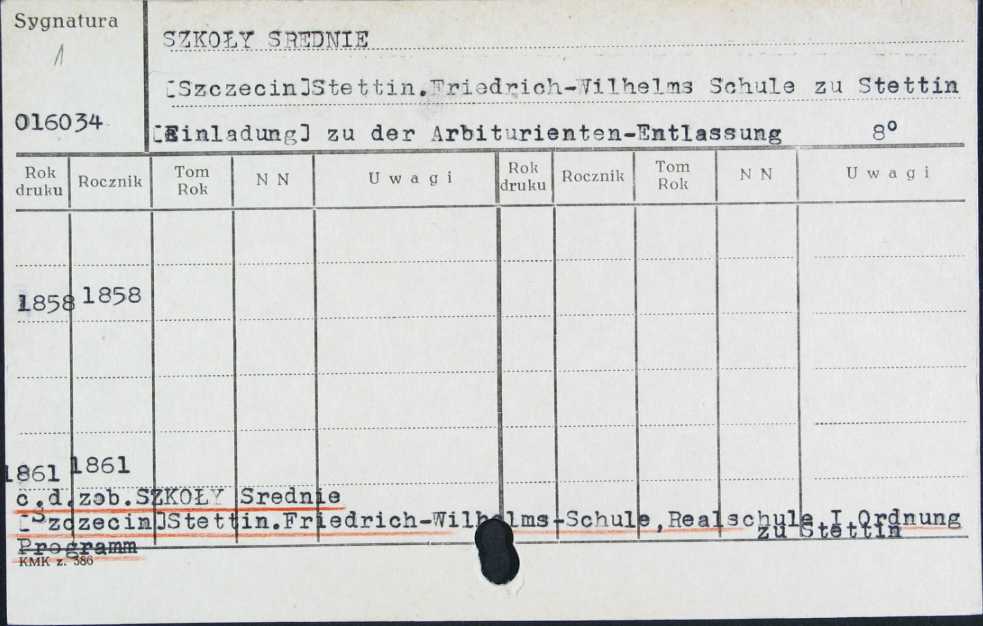 Sygnatura
1
SZKOŁY SREDNIE
[Szczecin]Stettin.Friedrich-Wilhelms Schule zu Stettin
016034
[Einladung] zu der Arbiturienten-Entlassung 8°
Rok druku Rocznik Tom Rok N N U w a g i Rok druku Rocznik Tom Rok N N U w a g i
1858 1858
1861 1861
c.d.zob.SZKOŁY Srednie
[Szczecin]Stettin.Friedrich-Wilhelms-Schule,Realschule I Ordnung
zu Stettin
Programm
KMK z. 386